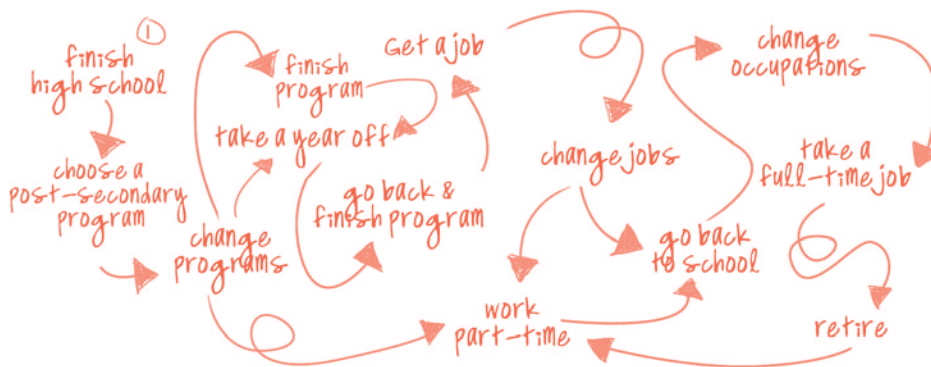 1
finish
high school
choose a
post-secondary
program
change
programs
finish
program
take a year off
go back &
finish program
Get a job
change jobs
work
part-time
go back
to school
change
occupations
take a
full-time job
retire